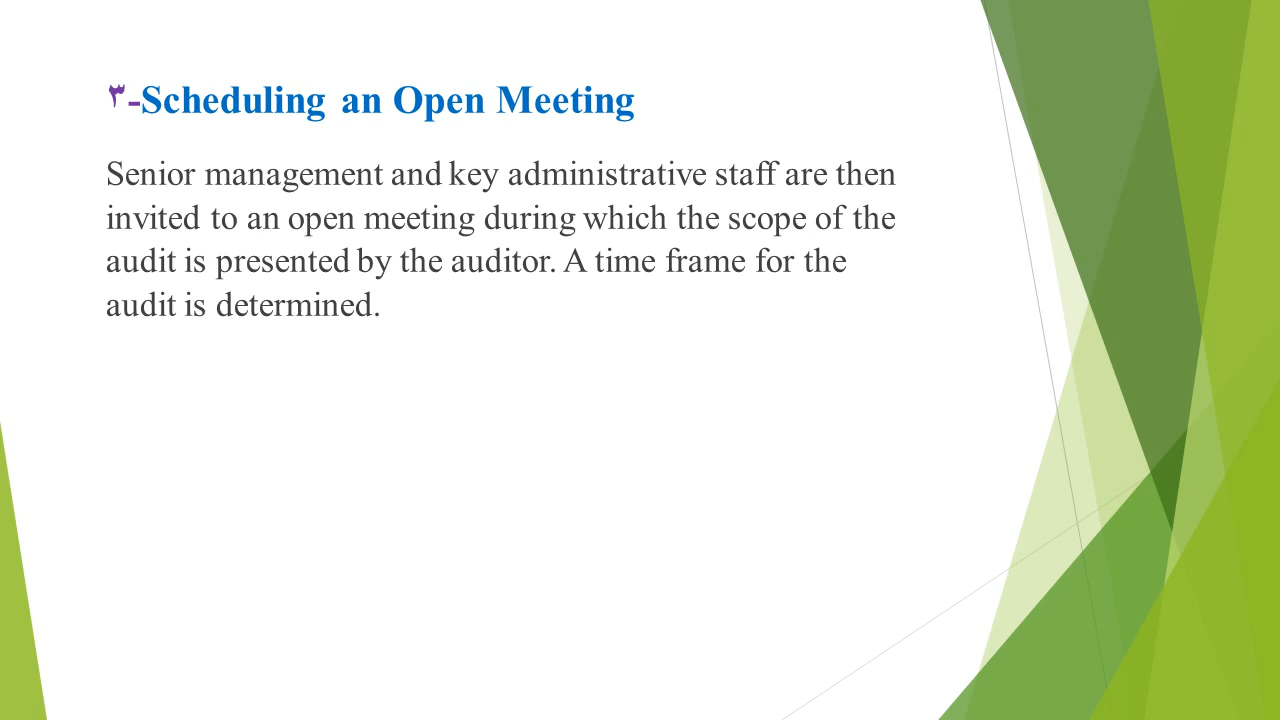 ٣-Scheduling an Open Meeting
Senior management and key administrative staff are then
invited to an open meeting during which the scope of the
audit is presented by the auditor. A time frame for the
audit is determined.